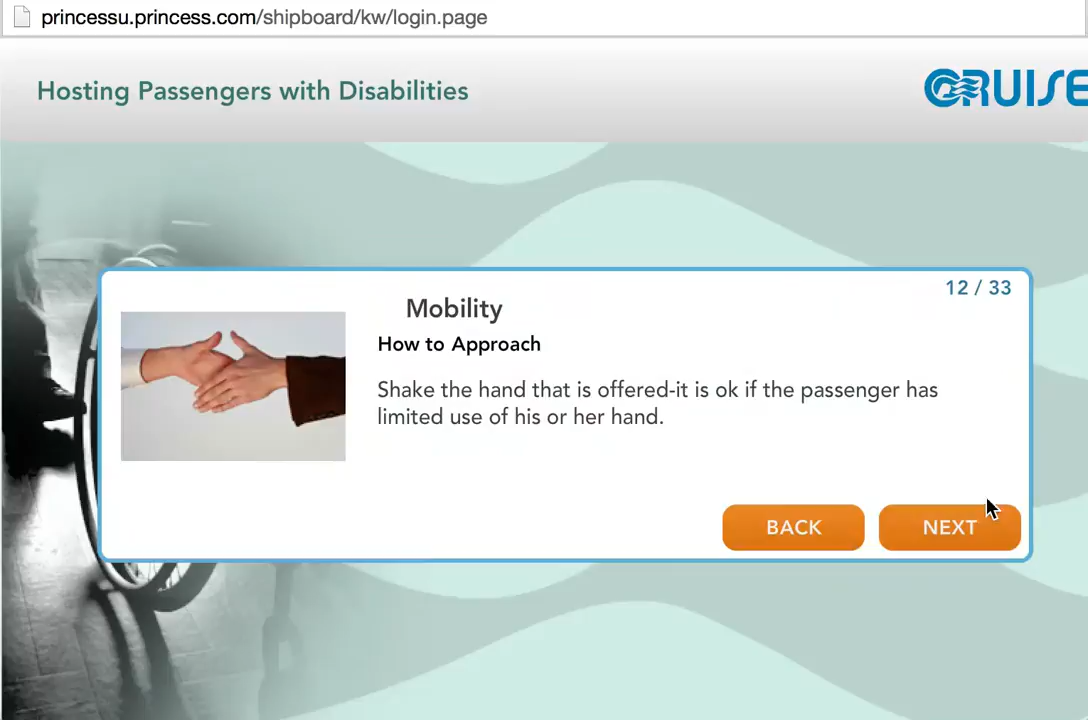 princessu.princess.com/shipboard/kw/login.page
Hosting Passengers with Disabilities
CRUISE
12 / 33
Mobility
How to Approach
Shake the hand that is offered-it is ok if the passenger has
limited use of his or her hand.
BACK
NEXT